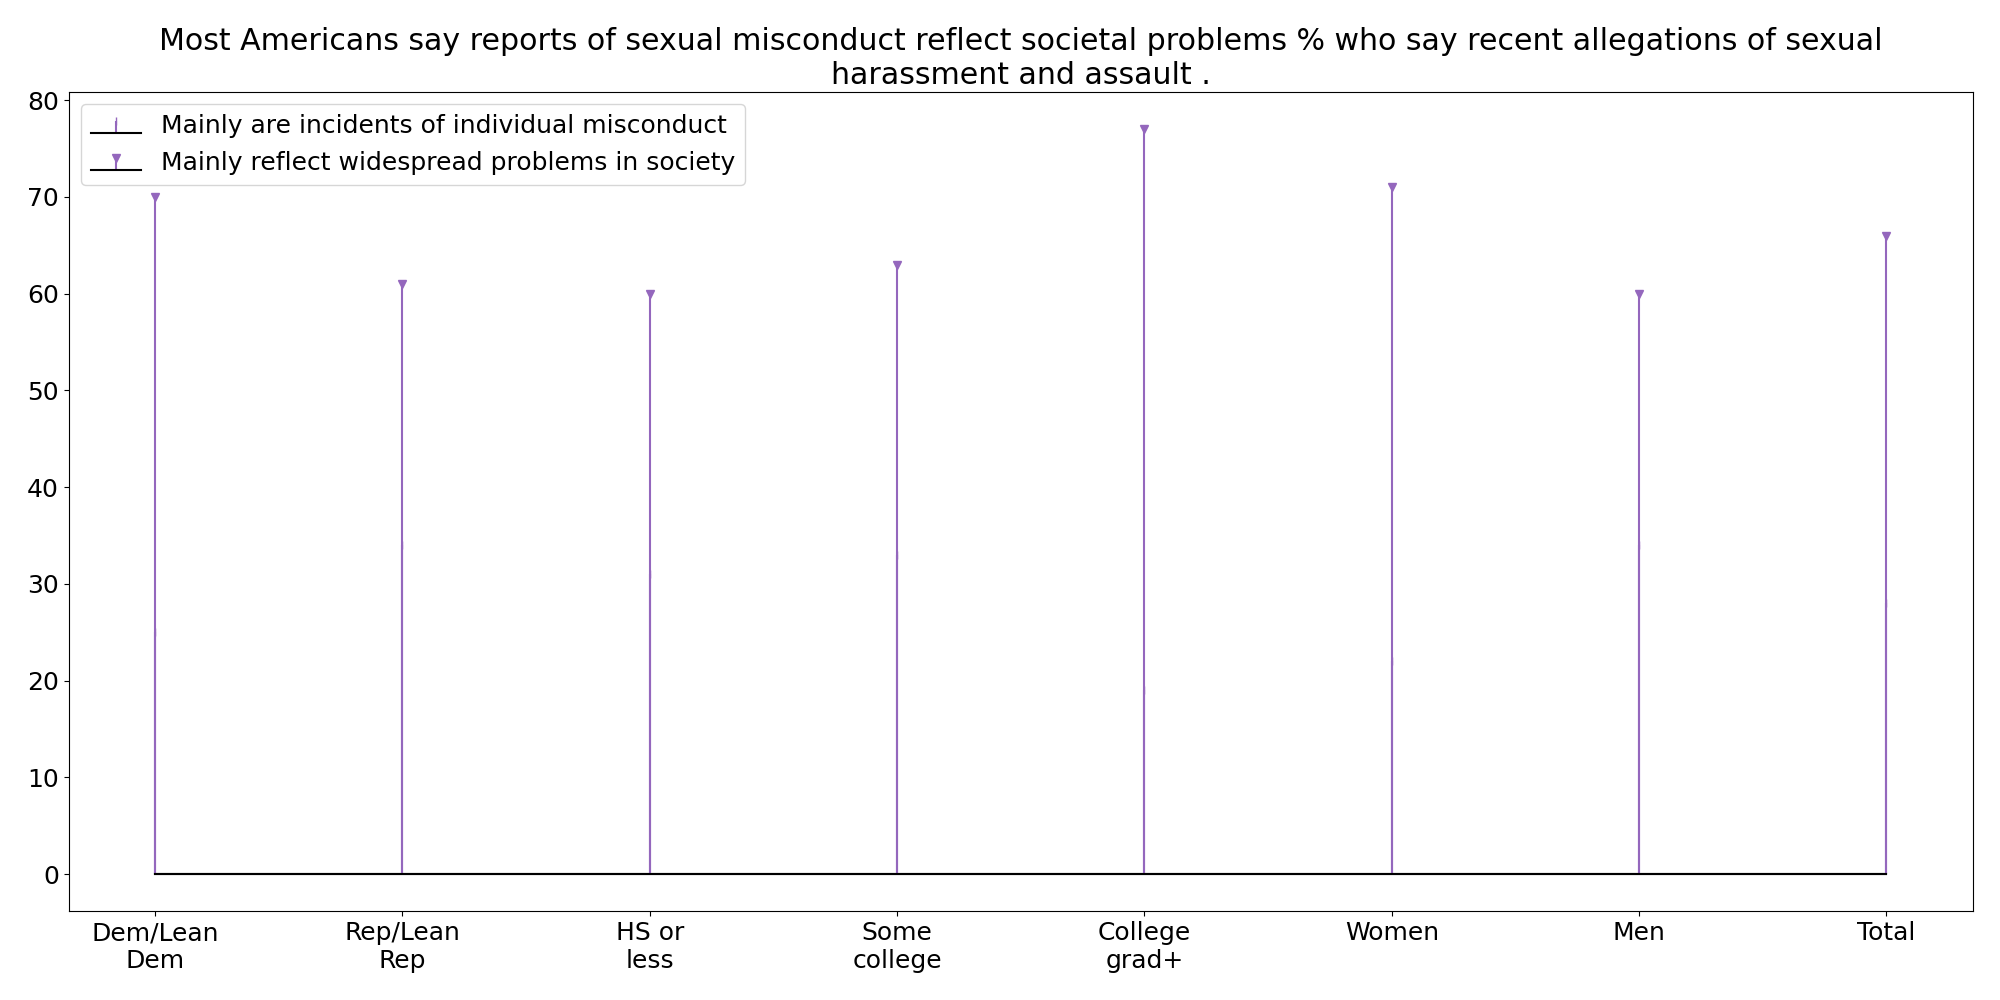 Most Americans say reports of sexual misconduct reflect societal problems % who say recent allegations of sexual
harassment and assault .
Mainly are incidents of individual misconduct
Mainly reflect widespread problems in society
80
70
60
50
40
30
20
10
0
Dem/Lean
Dem
Rep/Lean
Rep
HS or
less
Some
college
College
grad+
Women
Men
Total